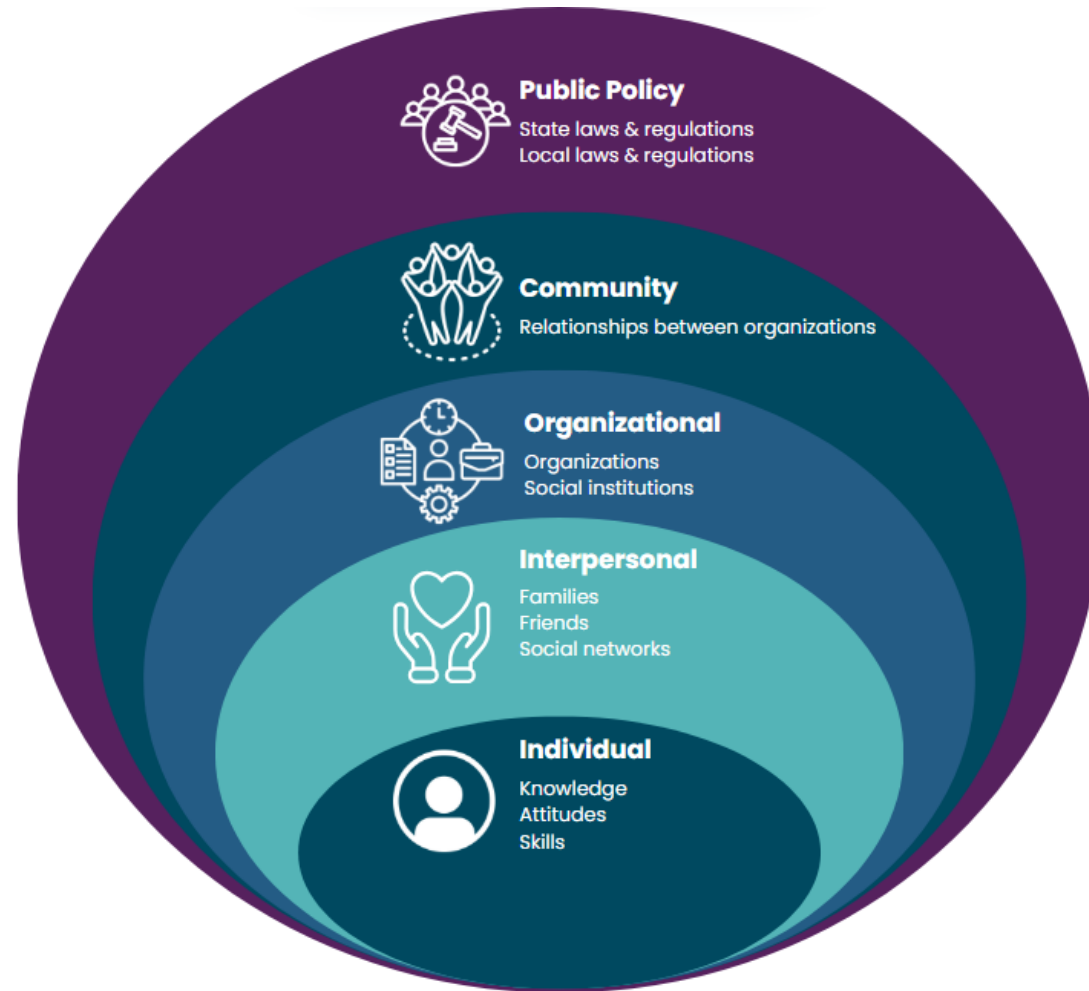 Public Policy
State laws & regulations
Local laws & regulations
Community
Relationships between organizations
Organizational
Organizations
Social institutions
Interpersonal
Families
Friends
Social networks
Individual
Knowledge
Attitudes
Skills